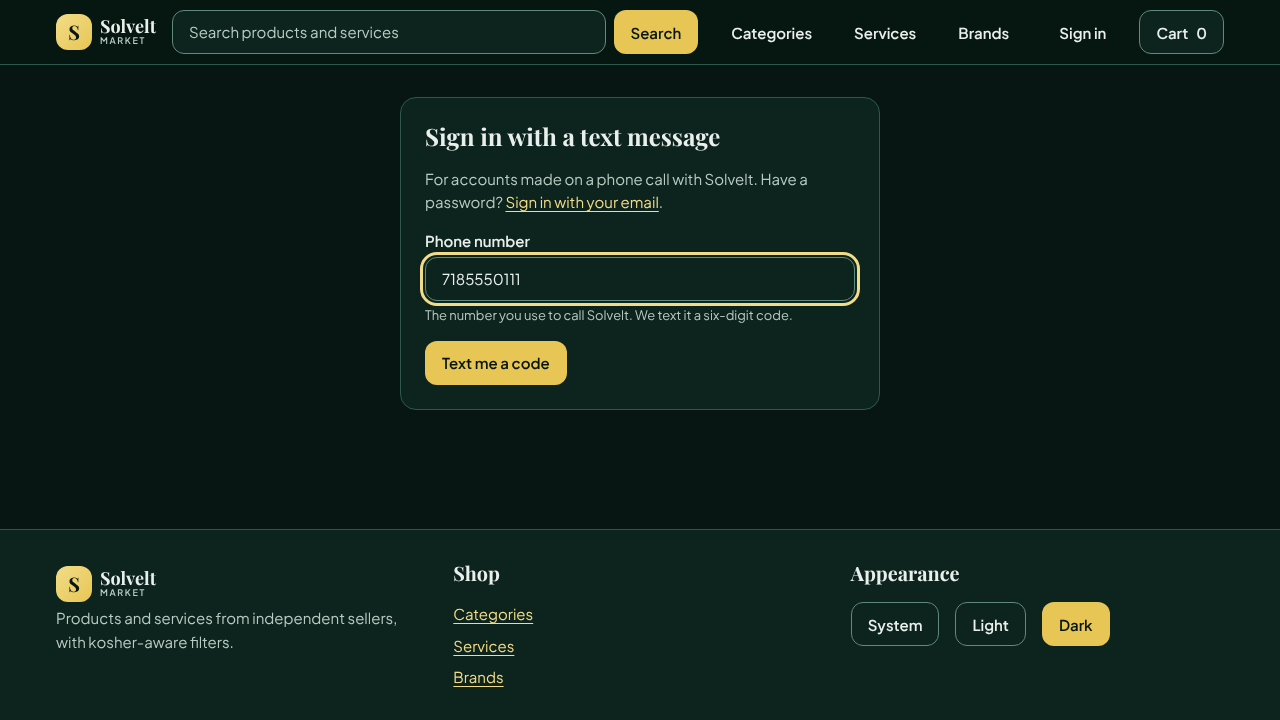 S
Solvelt
MARKET
Search products and services
Search
Categories
Services
Brands
Sign in
Cart 0
Sign in with a text message
For accounts made on a phone call with Solvelt. Have a
password? Sign in with your email.
Phone number
7185550111
The number you use to call Solvelt. We text it a six-digit code.
Text me a code
S
Solvelt
MARKET
Products and services from independent sellers,
with kosher-aware filters.
Shop
Categories
Services
Brands
Appearance
System
Light
Dark